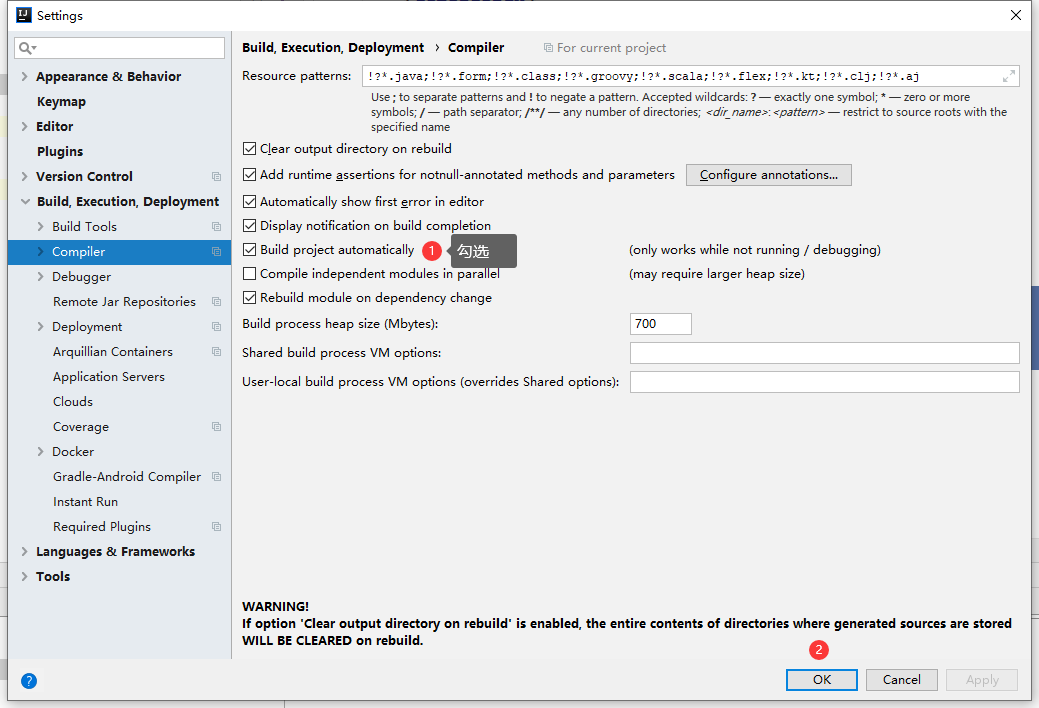 Settings
Appearance & Behavior
Keymap
Editor
Plugins
Version Control
Build, Execution, Deployment
Build Tools
Compiler
Debugger
Remote Jar Repositories
Deployment
Arquillian Containers
Application Servers
Clouds
Coverage
Docker
Gradle-Android Compiler
Instant Run
Required Plugins
Languages & Frameworks
Tools
Build, Execution, Deployment › Compiler For current project
Resource patterns: !?*.java;!?*.form;!?*.class;!?*.groovy;!?*.scala;!?*.flex;!?*.kt;!?*.clj;!?*.aj
Use ; to separate patterns and ! to negate a pattern. Accepted wildcards: ? — exactly one symbol; * — zero or more
symbols; / — path separator; /**/ — any number of directories; <dir_name>:<pattern> — restrict to source roots with the
specified name
Clear output directory on rebuild
Add runtime assertions for notnull-annotated methods and parameters Configure annotations...
Automatically show first error in editor
Display notification on build completion
Build project automatically 1 勾选 (only works while not running / debugging)
Compile independent modules in parallel (may require larger heap size)
Rebuild module on dependency change
Build process heap size (Mbytes): 700
Shared build process VM options:
User-local build process VM options (overrides Shared options):
WARNING!
If option 'Clear output directory on rebuild' is enabled, the entire contents of directories where generated sources are stored
WILL BE CLEARED on rebuild.
2
? OK Cancel Apply